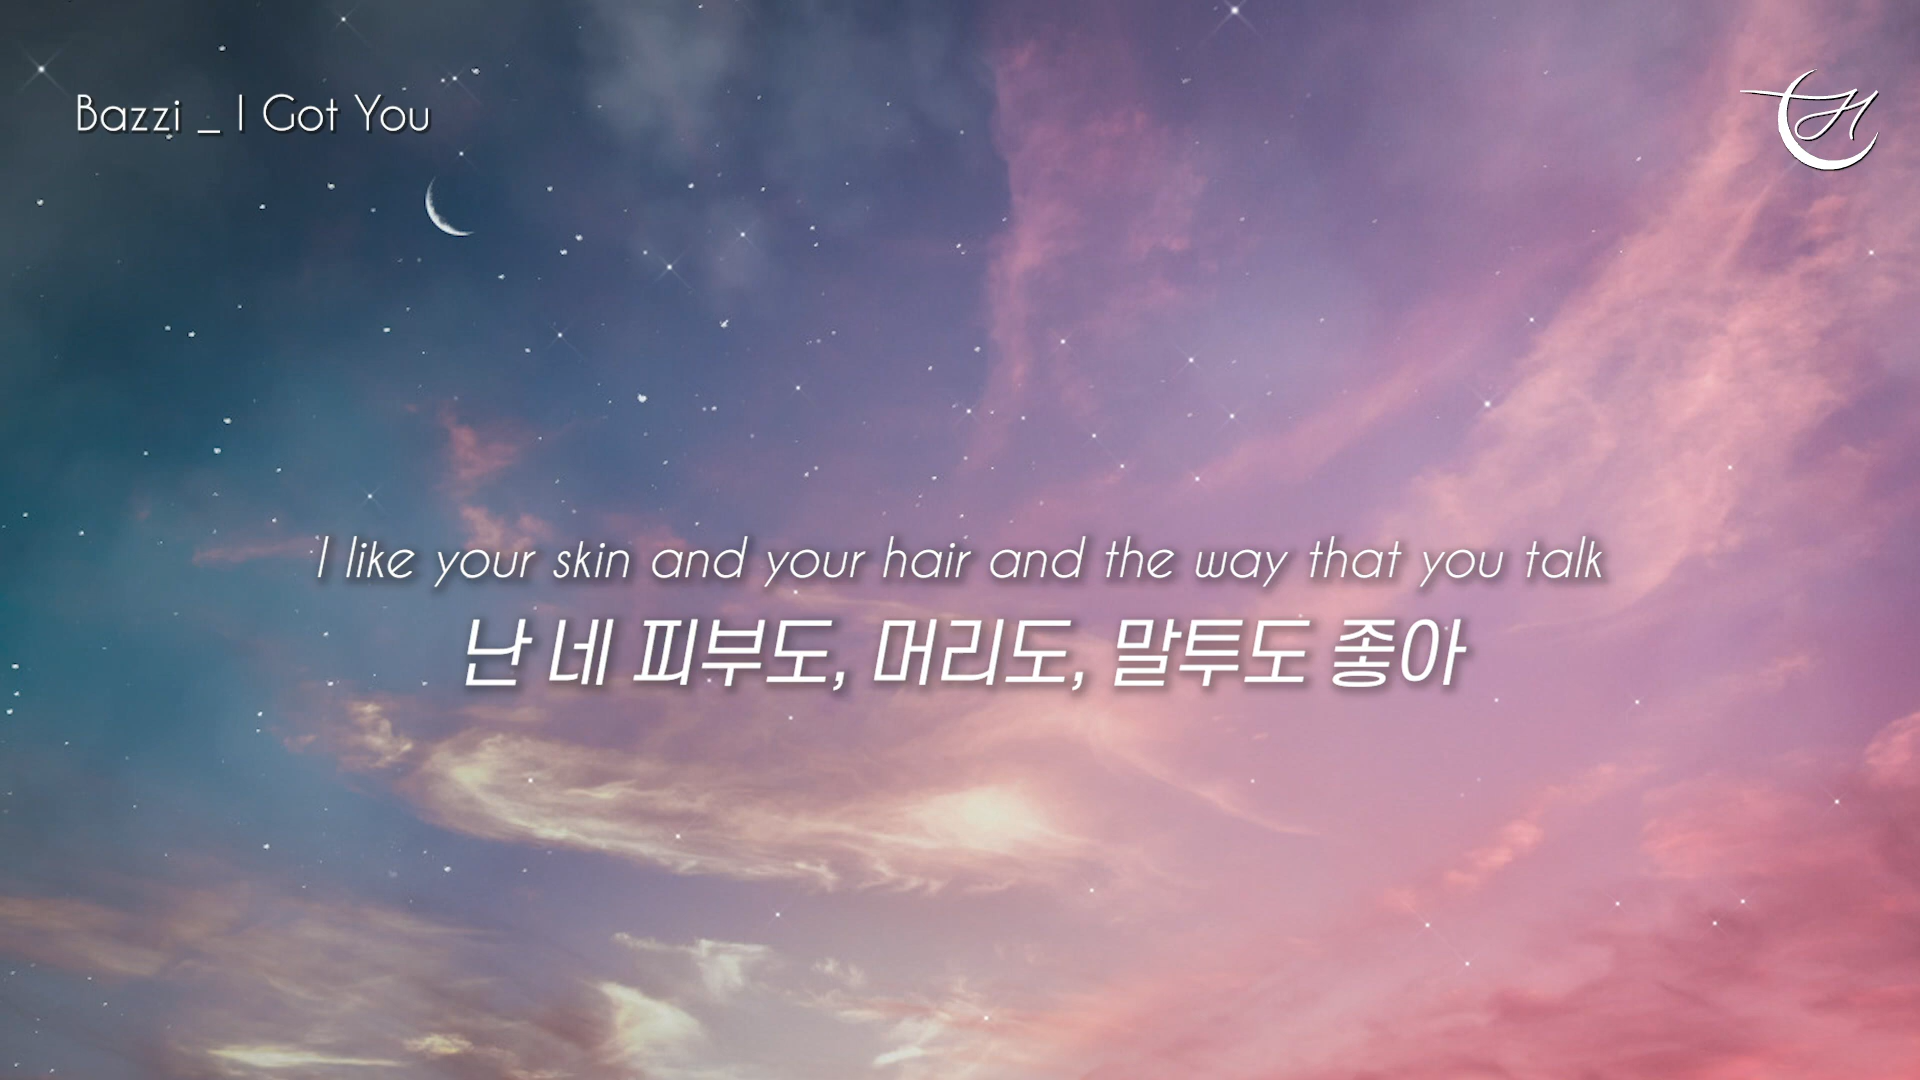 Bazzi _ I Got You
I like your skin and your hair and the way that you talk
난 네 피부도, 머리도, 말투도 좋아